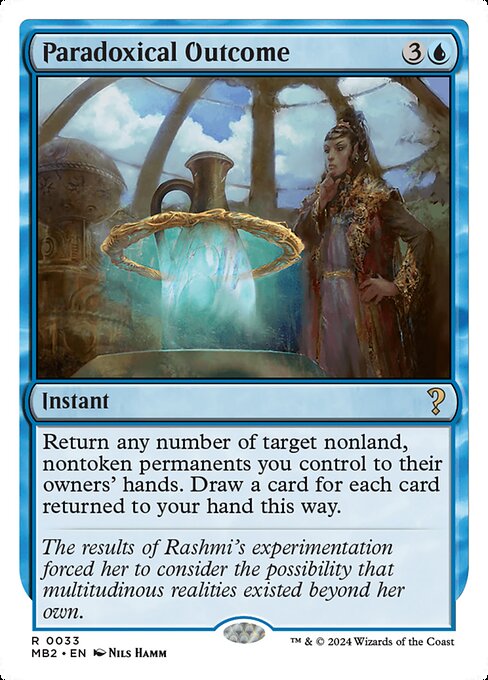 Paradoxical Outcome 3
Instant
Return any number of target nonland,
nontoken permanents you control to their
owners' hands. Draw a card for each card
returned to your hand this way.
The results of Rashmi's experimentation
forced her to consider the possibility that
multitudinous realities existed beyond her
own.
R 0033
MB2 • EN Nils Hamm
™ & © 2024 Wizards of the Coast